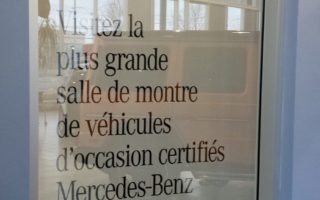 Visitez la
plus grande
salle de montre
de véhicules
d'occasion certifiés
Mercedes-Benz